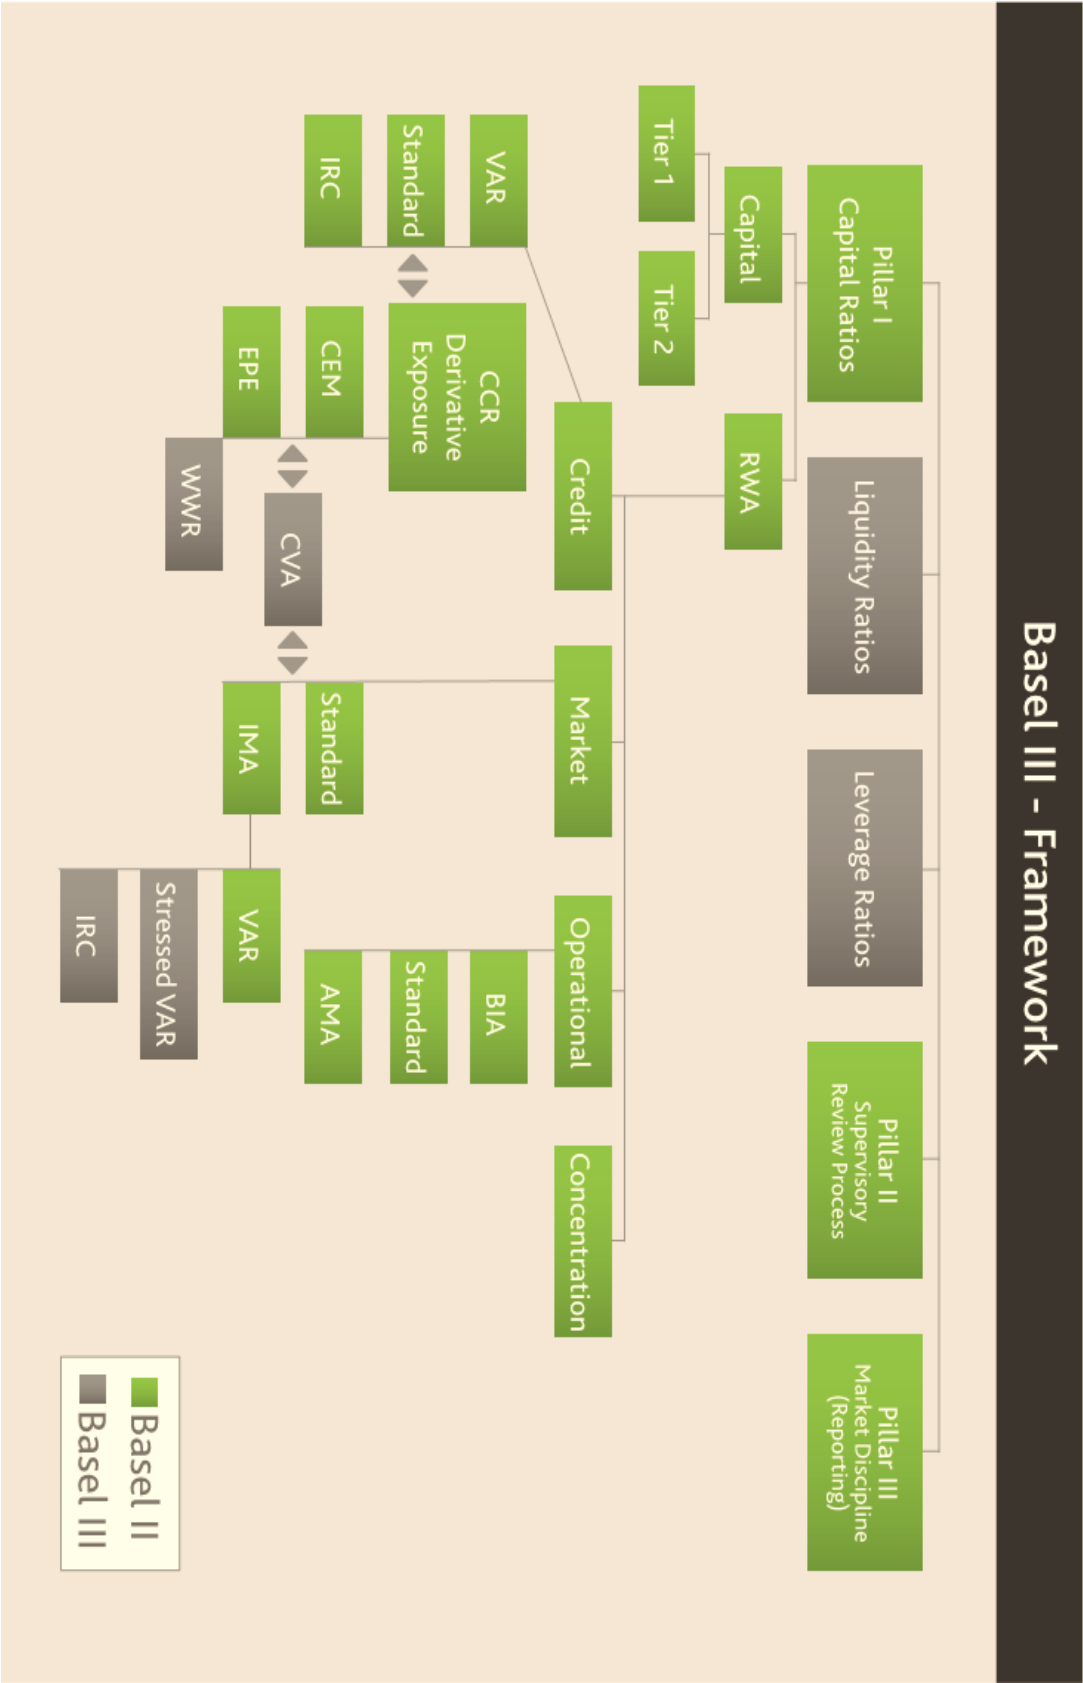 Basel III - Framework
Pillar I
Capital Ratios
Liquidity Ratios
Leverage Ratios
Pillar II
Supervisory
Review Process
Pillar III
Market Discipline
(Reporting)
Capital
RWA
Tier 1
Tier 2
Credit
Market
Operational
Concentration
VAR
Standard
IRC
CCR
Derivative
Exposure
CEM
EPE
WWR
CVA
Standard
IMA
VAR
Stressed VAR
IRC
BIA
Standard
AMA
Basel II
Basel III